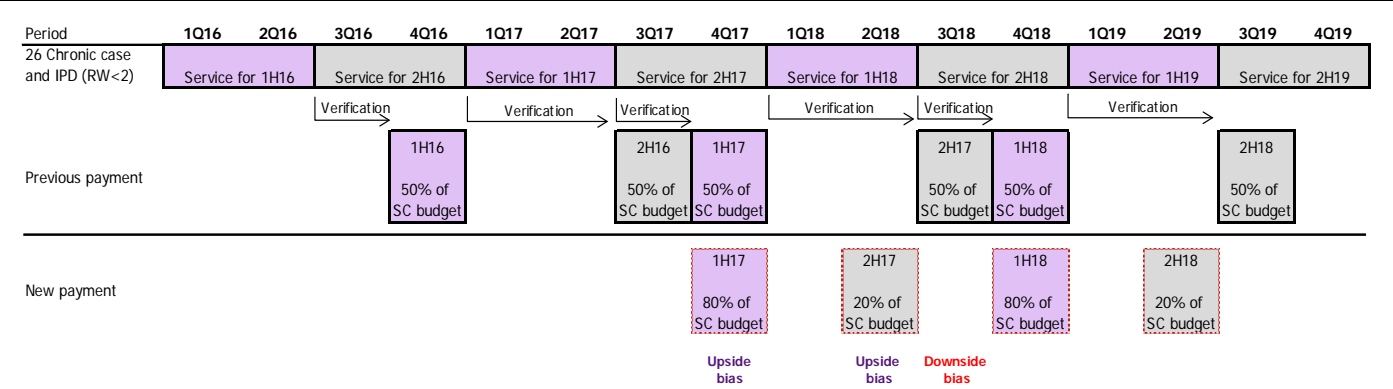 Period 1Q16 2Q16 3Q16 4Q16 1Q17 2Q17 3Q17 4Q17 1Q18 2Q18 3Q18 4Q18 1Q19 2Q19 3Q19 4Q19
26 Chronic case
and IPD (RW<2) Service for 1H16 Service for 2H16 Service for 1H17 Service for 2H17 Service for 1H18 Service for 2H18 Service for 1H19 Service for 2H19
Verification Verification Verification Verification Verification Verification
1H16 2H16 1H17 2H17 1H18 2H18
Previous payment
50% of 50% of 50% of 50% of 50% of 50% of
SC budget SC budget SC budget SC budget SC budget SC budget
1H17 2H17 1H18 2H18
New payment
80% of 20% of 80% of 20% of
SC budget SC budget SC budget SC budget
Upside Upside Downside
bias bias bias